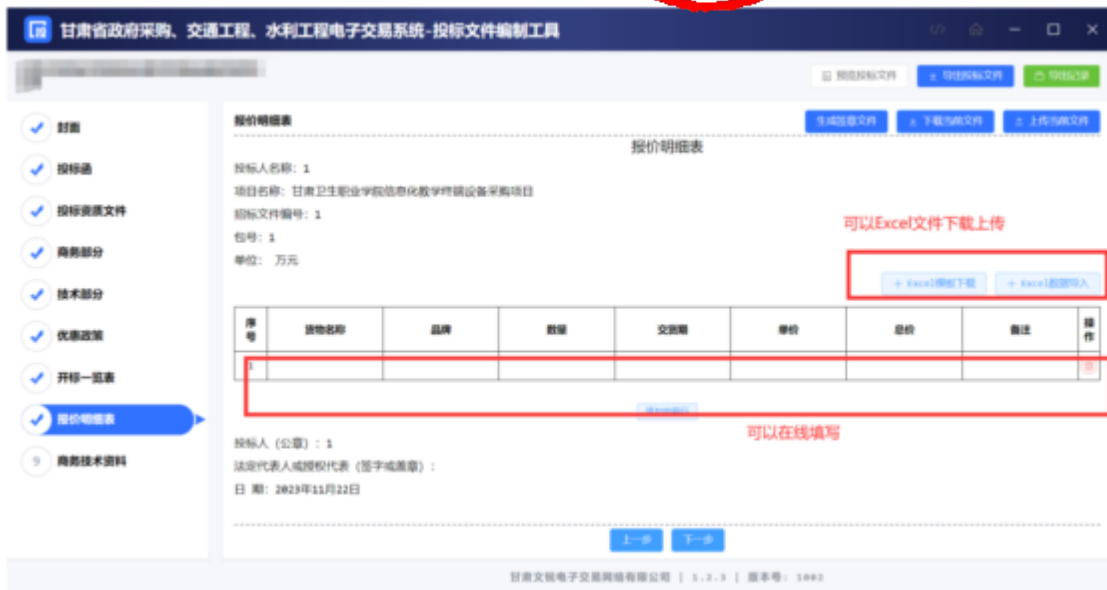 甘肃省政府采购、交通工程、水利工程电子交易系统-投标文件编制工具
预览投标文件
导出投标文件
导出记录
封面
投标函
投标资质文件
商务部分
技术部分
优惠政策
开标一览表
报价明细表
9 商务技术资料
报价明细表
生成签章文件
下载当前文件
上传当前文件
报价明细表
投标人名称: 1
项目名称: 甘肃卫生职业学院信息化教学终端设备采购项目
招标文件编号: 1
包号: 1
单位: 万元
可以Excel文件下载上传
+ Excel模板下载
+ Excel数据导入
序号 货物名称 品牌 数量 交货期 单价 总价 备注 操作
1
可以在线填写
投标人 (公章) : 1
法定代表人或授权代表 (签字或盖章) :
日 期: 2023年11月22日
上一步 下一步
甘肃文锐电子交易网络有限公司 | 1.2.3 | 版本号: 1002